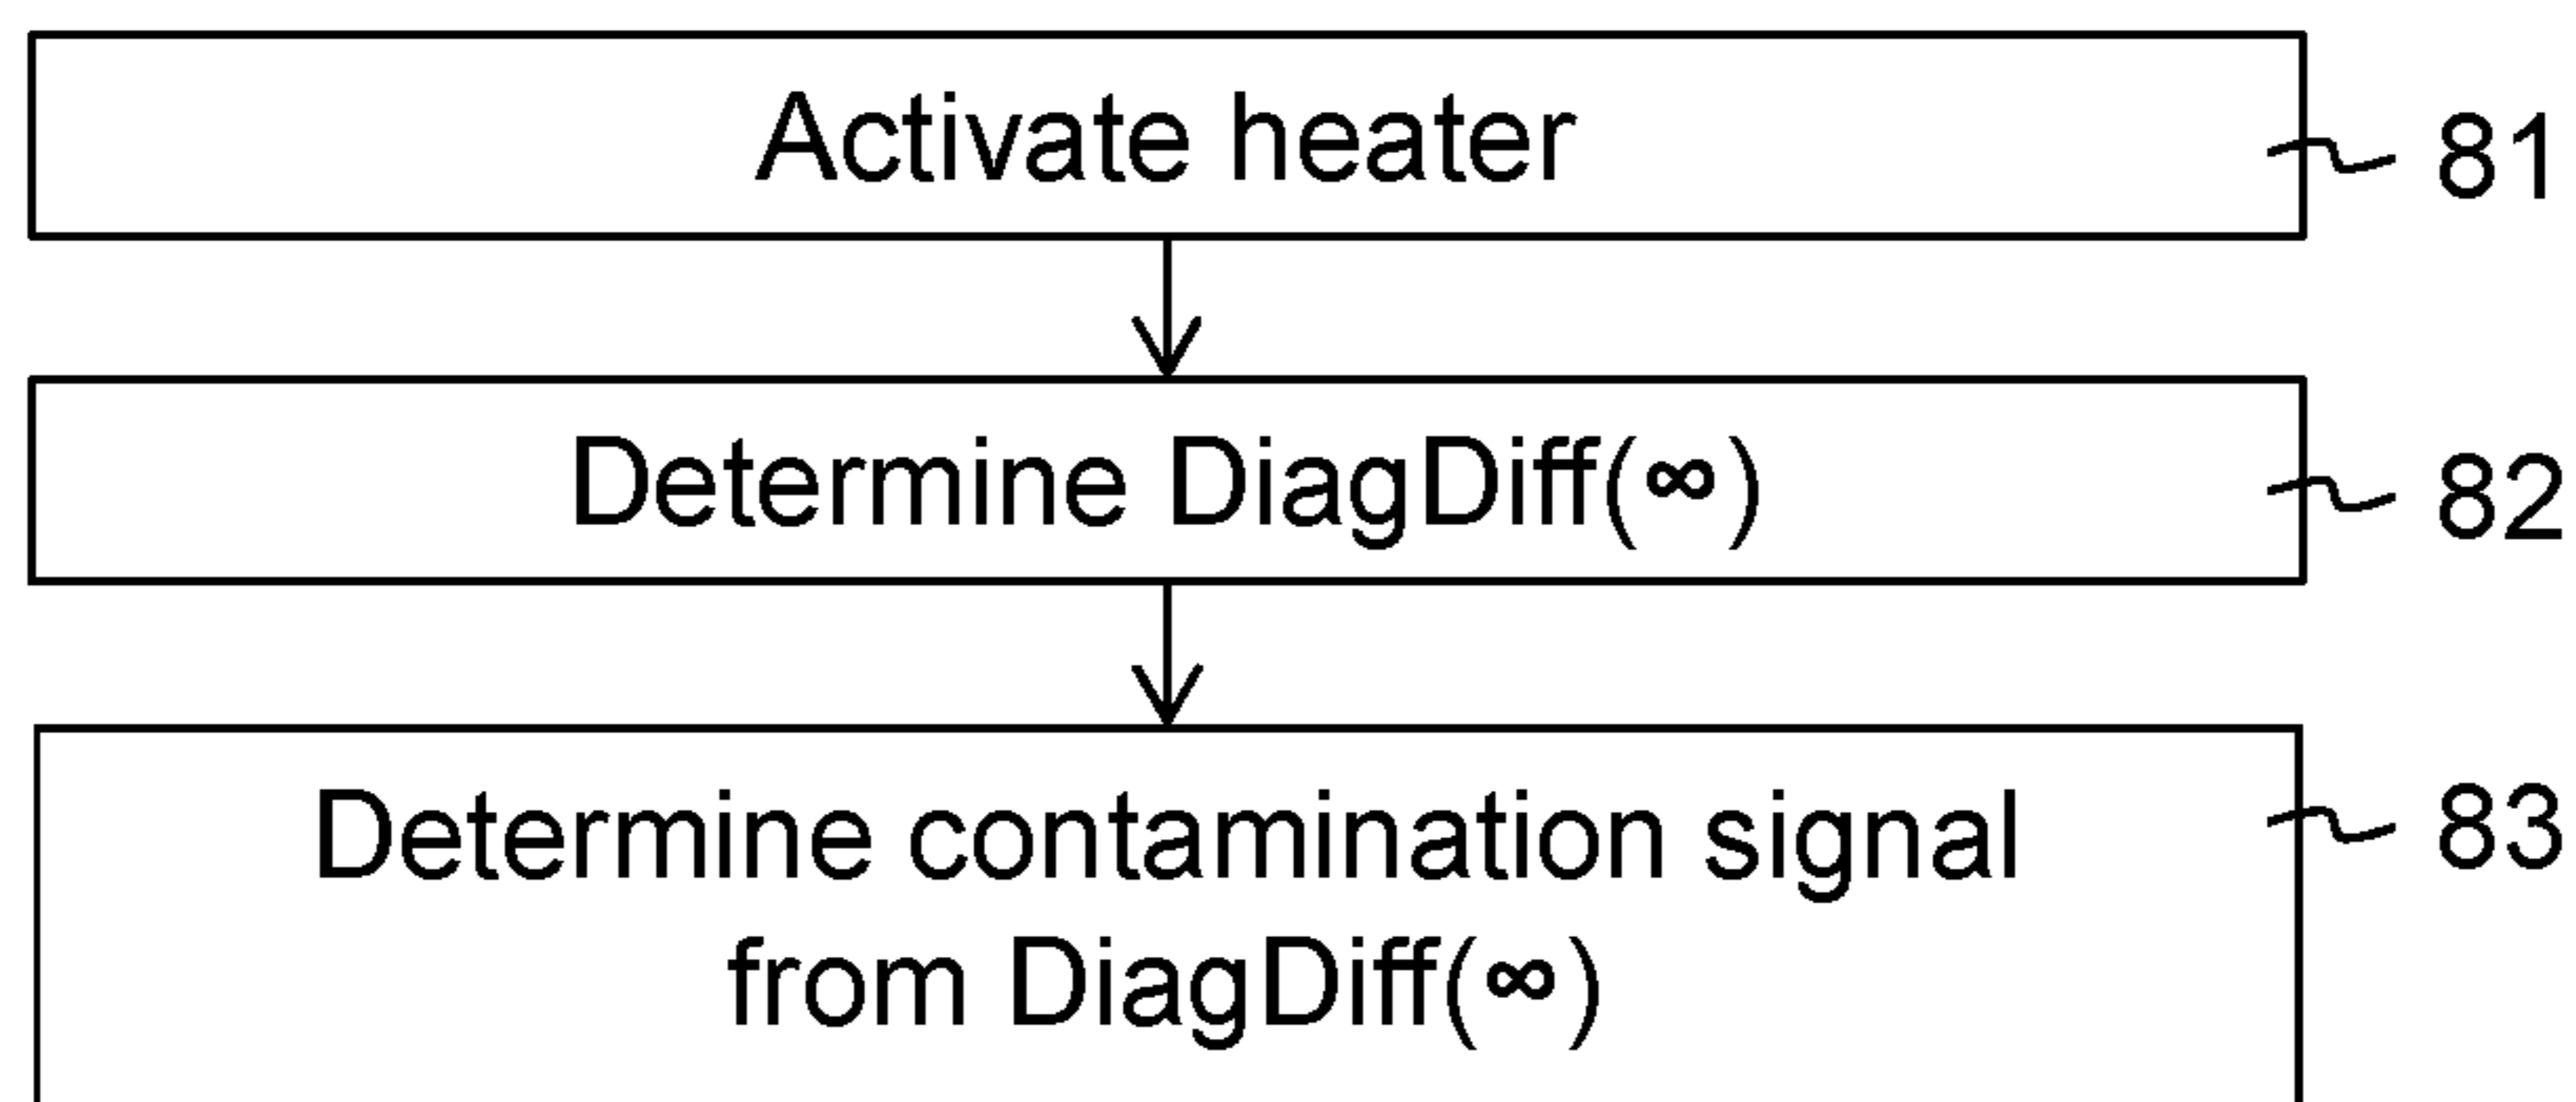 Activate heater
81
Determine DiagDiff(∞)
82
Determine contamination signal
83
from DiagDiff(∞)